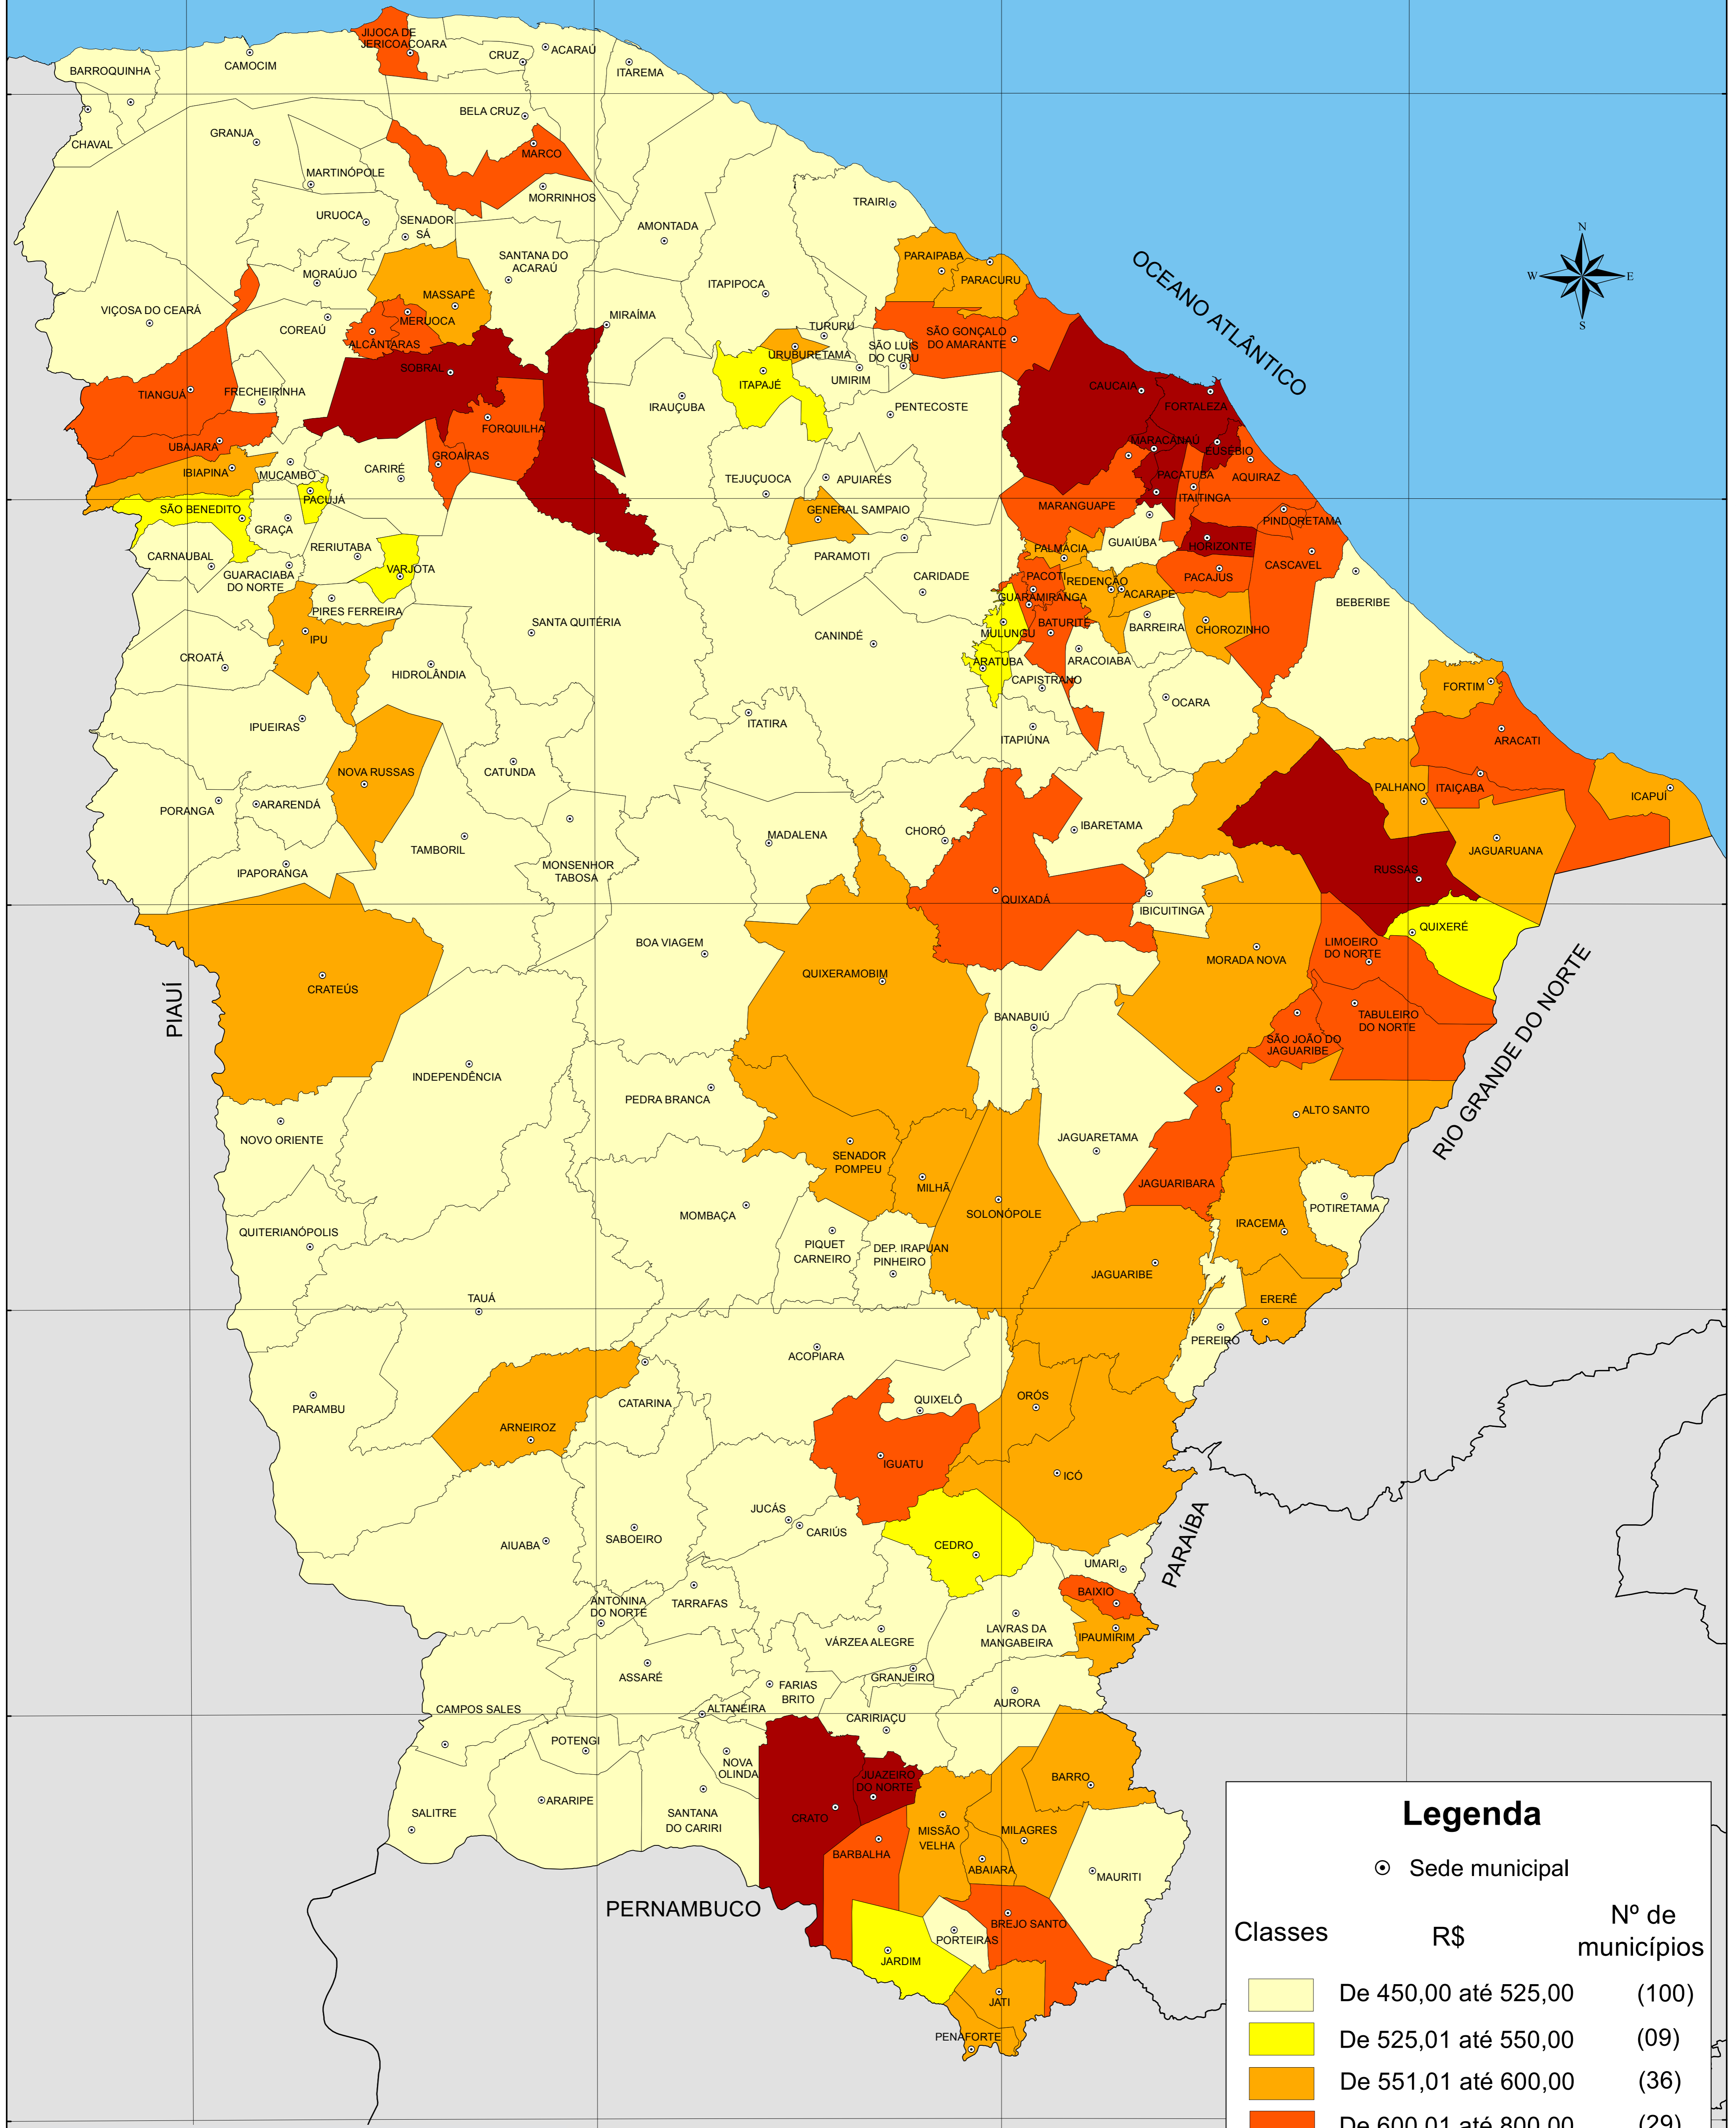 JIJOCA DE
JERICOACOARA
CRUZ
ACARAÚ
ITAREMA
BARROQUINHA
CAMOCIM
CHAVAL
GRANJA
BELA CRUZ
MARCO
MARTINÓPOLE
MORRINHOS
URUOCA
SENADOR
SÁ
AMONTADA
TRAIRI
N
W
E
S
OCEANO ATLÂNTICO
MORAÚJO
SANTANA DO
ACARAÚ
ITAPIPOCA
PARAIPABA
PARACURU
VIÇOSA DO CEARÁ
MASSAPÊ
MERUOCA
COREAÚ
ALCÂNTARAS
MIRAÍMA
TURURU
URUBURETAMA
SÃO LUIS
DO CURU
SÃO GONÇALO
DO AMARANTE
SOBRAL
TIANGUÁ
FRECHEIRINHA
IRAUÇUBA
ITAPAJÉ
UMIRIM
PENTECOSTE
CAUCAIA
FORTALEZA
FORQUILHA
UBAJARA
GROAÍRAS
MARACANAÚ
EUSÉBIO
IBIAPINA
MUCAMBO
CARIRÉ
TEJUÇUOCA
APUIARÉS
PACATUBA
AQUIRAZ
ITAITINGA
PACUJÁ
SÃO BENEDITO
GRAÇA
GENERAL SAMPAIO
MARANGUAPE
PINDORETAMA
CARNAUBAL
RERIUTABA
PARAMOTI
PALMÁCIA
GUAIÚBA
HORIZONTE
CASCAVEL
GUARACIABA
DO NORTE
VARJOTA
CARIDADE
PACOTI
REDENÇÃO
PACAJUS
PIRES FERREIRA
GUARAMIRANGA
ACARAPE
BEBERIBE
IPU
SANTA QUITÉRIA
CANINDÉ
MULUNGU
BATURITÉ
BARREIRA
CHOROZINHO
CROATÁ
HIDROLÂNDIA
ARATUBA
ARACOIABA
CAPISTRANO
FORTIM
IPUEIRAS
ITATIRA
ITAPIÚNA
OCARA
ARACATI
NOVA RUSSAS
CATUNDA
PALHANO
ITAIÇABA
ICAPUÍ
PORANGA
ARARENDÁ
MADALENA
CHORÓ
IBARETAMA
TAMBORIL
JAGUARUANA
IPAPORANGA
MONSENHOR
TABOSA
RUSSAS
QUIXADÁ
IBICUITINGA
QUIXERÉ
BOA VIAGEM
LIMOEIRO
DO NORTE
MORADA NOVA
QUIXERAMOBIM
CRATEÚS
PIAUÍ
BANABUIÚ
TABULEIRO
DO NORTE
SÃO JOÃO DO
JAGUARIBE
RIO GRANDE DO NORTE
INDEPENDÊNCIA
PEDRA BRANCA
ALTO SANTO
NOVO ORIENTE
JAGUARETAMA
SENADOR
POMPEU
MILHÃ
JAGUARIBARA
POTIRETAMA
MOMBAÇA
SOLONÓPOLE
IRACEMA
QUITERIANÓPOLIS
PIQUET
CARNEIRO
DEP. IRAPUAN
PINHEIRO
JAGUARIBE
TAUÁ
ERERÊ
PEREIRO
ACOPIARA
PARAMBU
CATARINA
QUIXELÔ
ORÓS
ARNEIROZ
IGUATU
ICÓ
JUCÁS
CARIÚS
AIUABA
SABOEIRO
CEDRO
PARAÍBA
UMARI
BAIXIO
ANTONINA
DO NORTE
TARRAFAS
VÁRZEA ALEGRE
LAVRAS DA
MANGABEIRA
IPAUMIRIM
ASSARÉ
FARIAS
BRITO
GRANJEIRO
AURORA
CAMPOS SALES
ALTANEIRA
CARIRIAÇU
POTENGI
NOVA
OLINDA
JUAZEIRO
DO NORTE
BARRO
ARARIPE
SALITRE
SANTANA
DO CARIRI
CRATO
MISSÃO
VELHA
MILAGRES
BARBALHA
ABAIARA
MAURITI
PERNAMBUCO
BREJO SANTO
PORTEIRAS
JARDIM
JATI
PENAFORTE
Legenda
Sede municipal
Classes
R$
Nº de
municípios
De 450,00 até 525,00 (100)
De 525,01 até 550,00 (09)
De 551,01 até 600,00 (36)
De 600,01 até 800,00 (29)